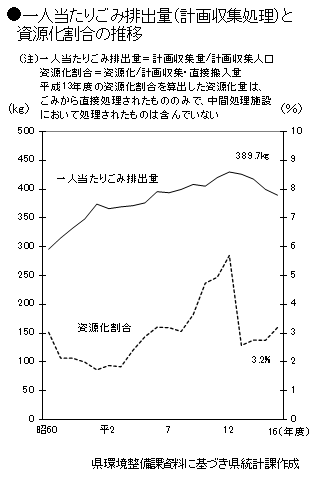 ●一人当たりごみ排出量(計画収集処理)と
資源化割合の推移
(注)一人当たりごみ排出量=計画収集量/計画収集人口
資源化割合=資源化/計画収集・直接搬入量
平成13年度の資源化割合を算出した資源化量は、
ごみから直接処理されたもののみで、中間処理施設
において処理されたものは含んでいない
(kg)
(%)
500
450
400
350
300
250
200
150
100
50
0
10
9
8
7
6
5
4
3
2
1
0
389.7kg
一人当たりごみ排出量
資源化割合
3.2%
昭60
平2
7
12
16(年度)
県環境整備課資料に基づき県統計課作成